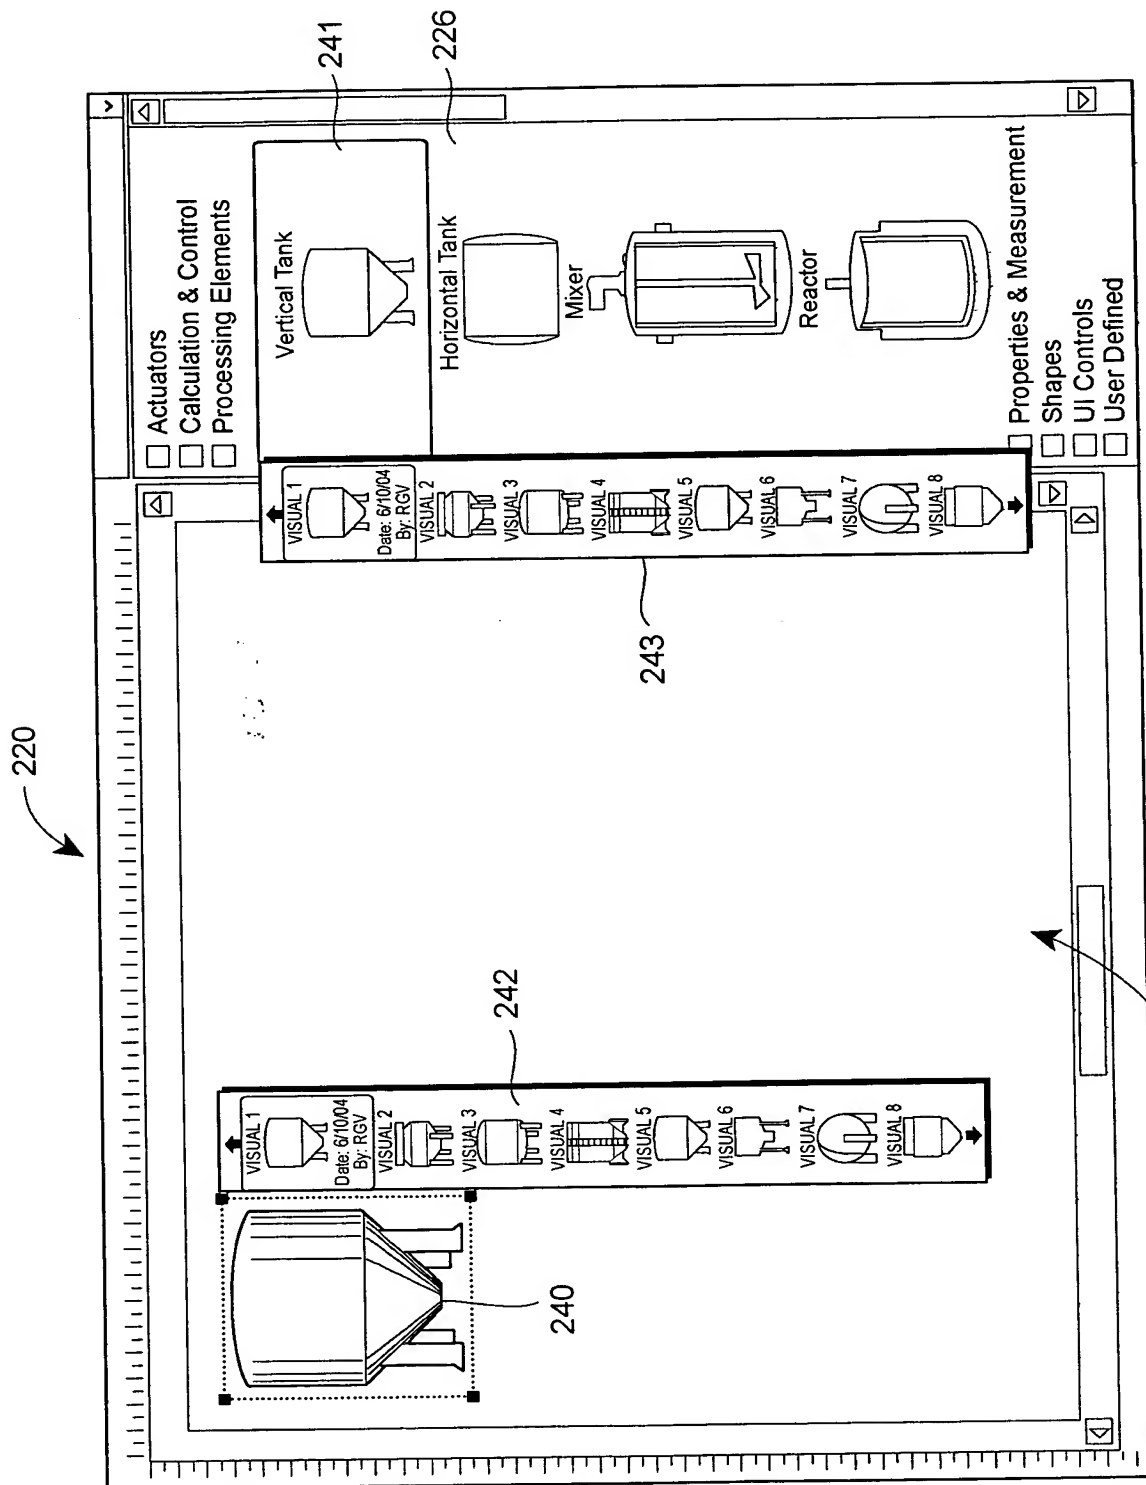 220
241
226
Actuators
Calculation & Control
Processing Elements
Vertical Tank
Horizontal Tank
Mixer
Reactor
Properties & Measurement
Shapes
UI Controls
User Defined
VISUAL 1
Date: 6/10/04
By: RGV
VISUAL 2
VISUAL 3
VISUAL 4
VISUAL 5
VISUAL 6
VISUAL 7
VISUAL 8
243
242
VISUAL 1
Date: 6/10/04
By: RGV
VISUAL 2
VISUAL 3
VISUAL 4
VISUAL 5
VISUAL 6
VISUAL 7
VISUAL 8
240